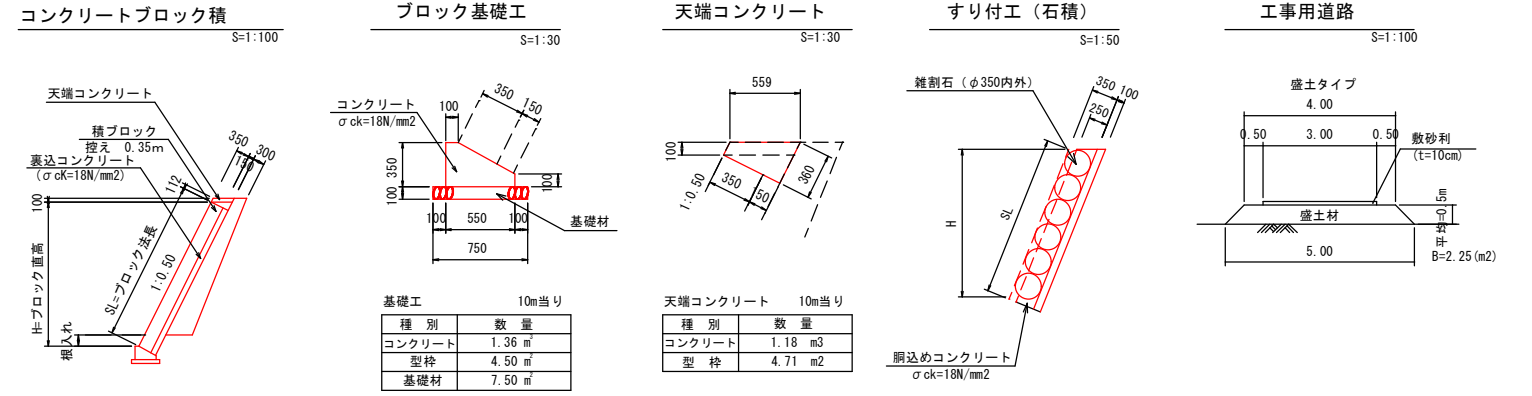 コンクリートブロック積
S=1:100
天端コンクリート
積ブロック
控え 0.35m
裏込コンクリート
(σcK=18N/mm2)
350
150
300
112
100
H=ブロック直高
SL=ブロック法長
1:0.50
根入れ
ブロック基礎工
S=1:30
コンクリート
σck=18N/mm2
100
350
150
350
100
100
100
550
100
750
基礎材
基礎工 10m当り
種 別 数 量
コンクリート 1.36 m3
型枠 4.50 m2
基礎材 7.50 m2
天端コンクリート
S=1:30
559
100
1:0.50
350
150
360
天端コンクリート 10m当り
種 別 数 量
コンクリート 1.18 m3
型 枠 4.71 m2
すり付工（石積）
S=1:50
雑割石（φ350内外）
350
100
250
H
SL
胴込めコンクリート
σck=18N/mm2
工事用道路
S=1:100
盛土タイプ
4.00
0.50
3.00
0.50
敷砂利
(t=10cm)
盛土材
平均=0.5m
5.00
B=2.25(m2)